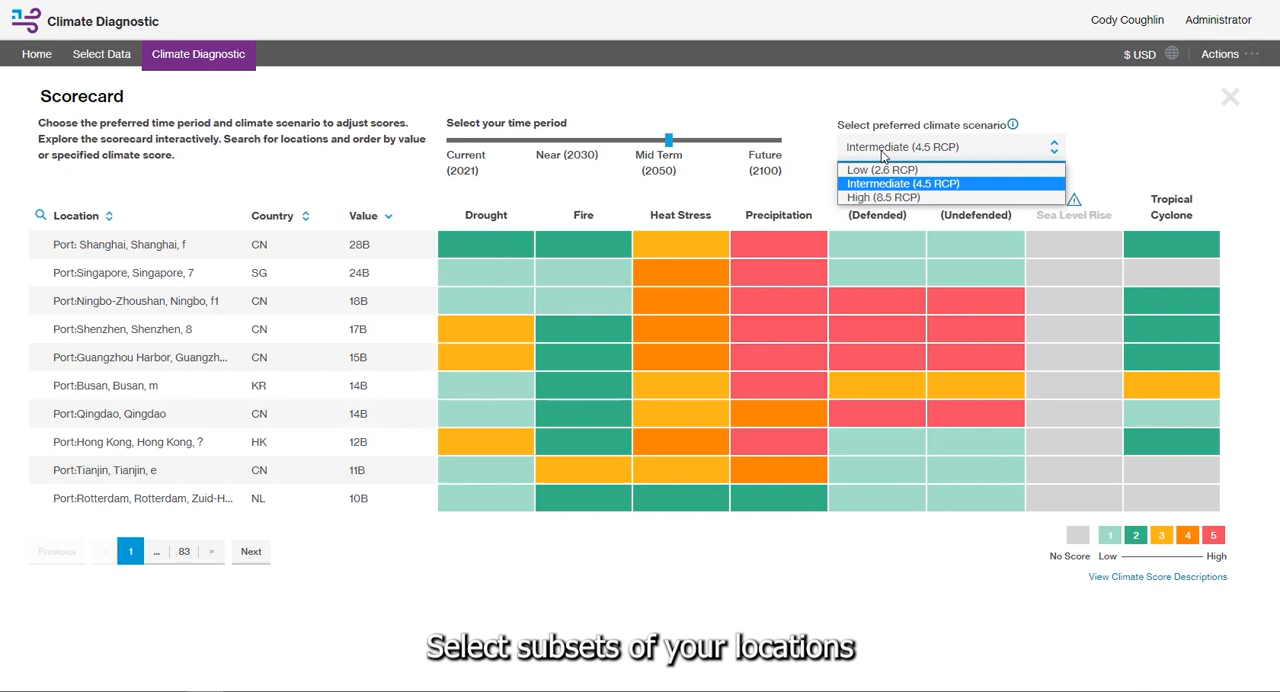 Climate Diagnostic
Cody Coughlin Administrator
Home Select Data Climate Diagnostic $ USD Actions ...
Scorecard
Choose the preferred time period and climate scenario to adjust scores.
Explore the scorecard interactively. Search for locations and order by value
or specified climate score.
Select your time period
Current (2021)
Near (2030)
Mid Term (2050)
Future (2100)
Select preferred climate scenario
Intermediate (4.5 RCP)
Low (2.6 RCP)
Intermediate (4.5 RCP)
High (8.5 RCP)
Location Country Value Drought Fire Heat Stress Precipitation (Defended) (Undefended) Sea Level Rise Tropical Cyclone
Port: Shanghai, Shanghai, f CN 28B
Port:Singapore, Singapore, 7 SG 24B
Port:Ningbo-Zhoushan, Ningbo, f1 CN 18B
Port:Shenzhen, Shenzhen, 8 CN 17B
Port:Guangzhou Harbor, Guangzh... CN 15B
Port:Busan, Busan, m KR 14B
Port:Qingdao, Qingdao CN 14B
Port:Hong Kong, Hong Kong, ? HK 12B
Port:Tianjin, Tianjin, e CN 11B
Port:Rotterdam, Rotterdam, Zuid-H... NL 10B
Previous 1 ... 83 » Next
1 2 3 4 5
No Score Low High
View Climate Score Descriptions
Select subsets of your locations